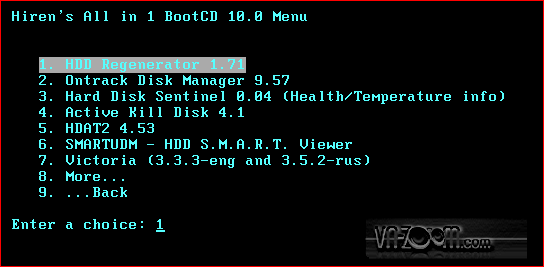 Hiren's All in 1 BootCD 10.0 Menu
1. HDD Regenerator 1.71
2. Ontrack Disk Manager 9.57
3. Hard Disk Sentinel 0.04 (Health/Temperature info)
4. Active Kill Disk 4.1
5. HDAT2 4.53
6. SMARTUDM - HDD S.M.A.R.T. Viewer
7. Victoria (3.3.3-eng and 3.5.2-rus)
8. More...
9. ...Back
Enter a choice: 1
VA-ZOOM.com